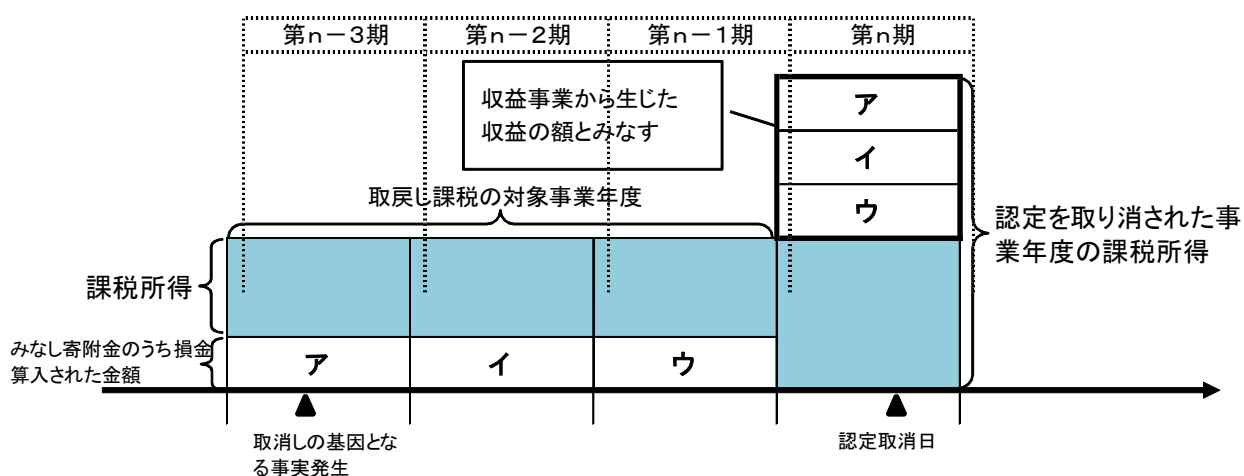 第n－3期
第n－2期
第n－1期
第n期
収益事業から生じた
収益の額とみなす
ア
イ
ウ
取戻し課税の対象事業年度
認定を取り消された事
業年度の課税所得
課税所得
みなし寄附金のうち損金
算入された金額
ア
イ
ウ
取消しの基因とな
る事実発生
認定取消日